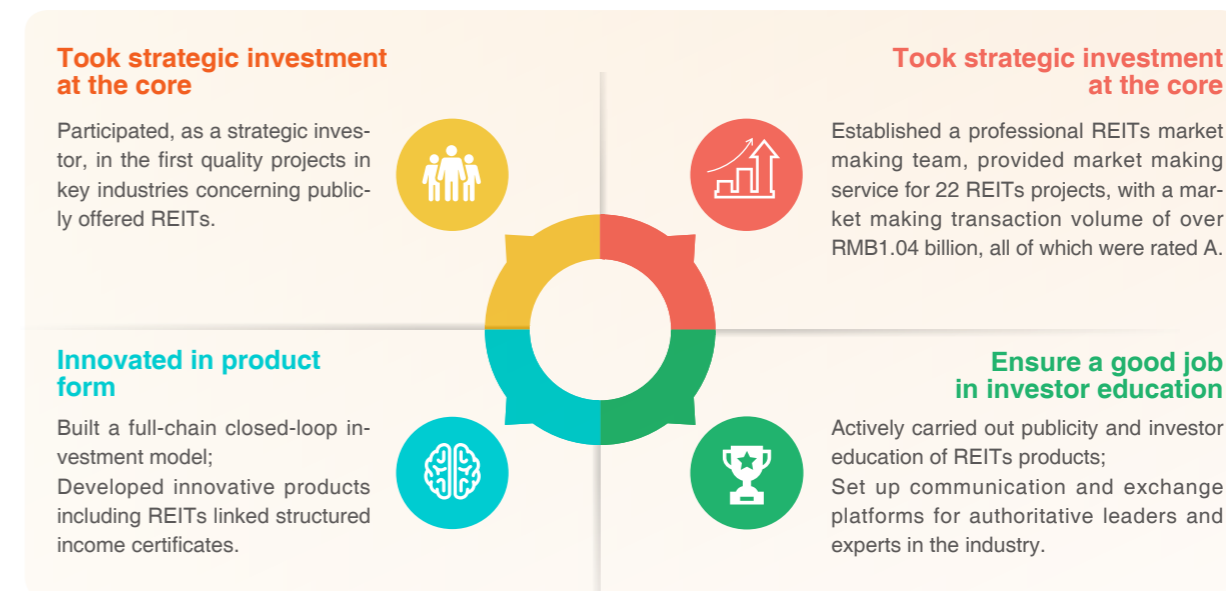 Took strategic investment
at the core
Participated, as a strategic inves-
tor, in the first quality projects in
key industries concerning public-
ly offered REITs.
Took strategic investment
at the core
Established a professional REITs market
making team, provided market making
service for 22 REITs projects, with a mar-
ket making transaction volume of over
RMB1.04 billion, all of which were rated A.
Innovated in product
form
Built a full-chain closed-loop in-
vestment model;
Developed innovative products
including REITs linked structured
income certificates.
Ensure a good job
in investor education
Actively carried out publicity and investor
education of REITs products;
Set up communication and exchange
platforms for authoritative leaders and
experts in the industry.